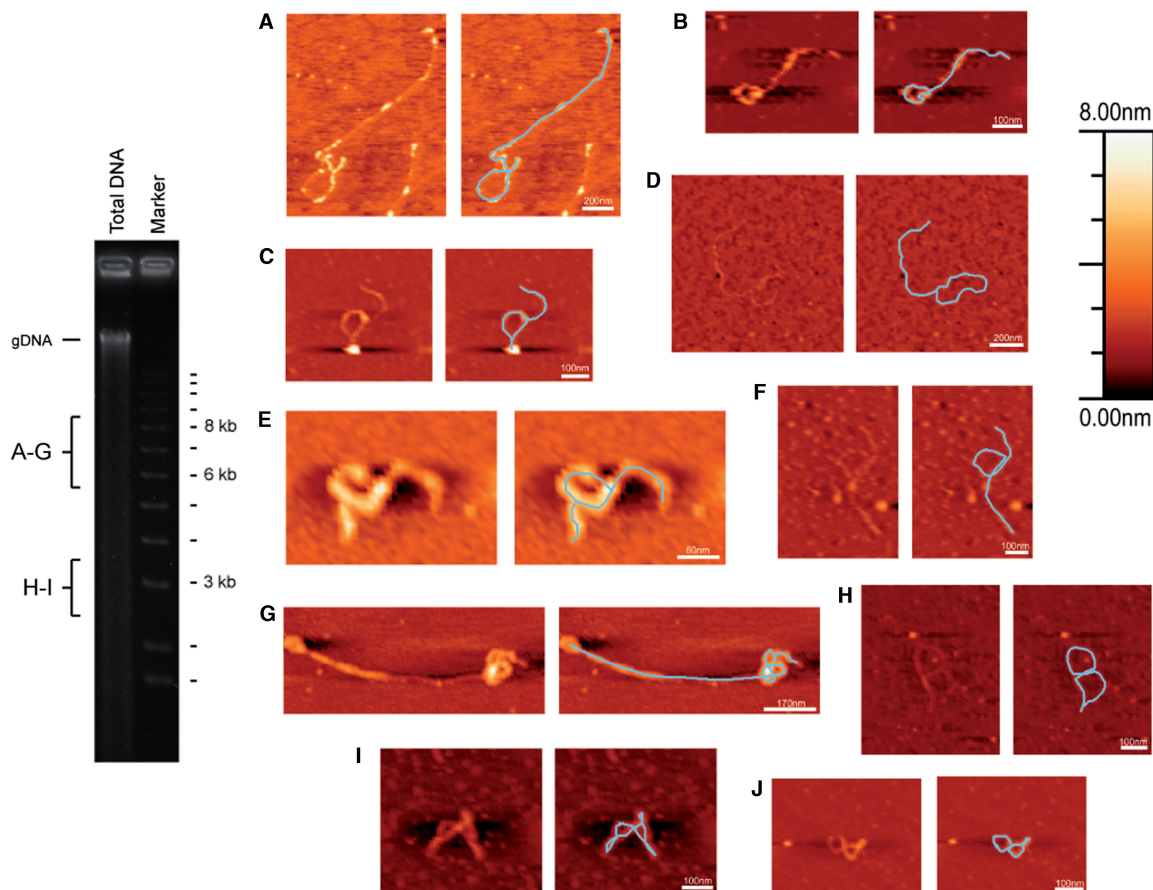 Total DNA
Marker
gDNA
A-G
H-I
8 kb
6 kb
3 kb
A
200nm
B
100nm
C
100nm
D
200nm
E
60nm
F
100nm
G
170nm
H
100nm
I
100nm
J
100nm
8.00nm
0.00nm